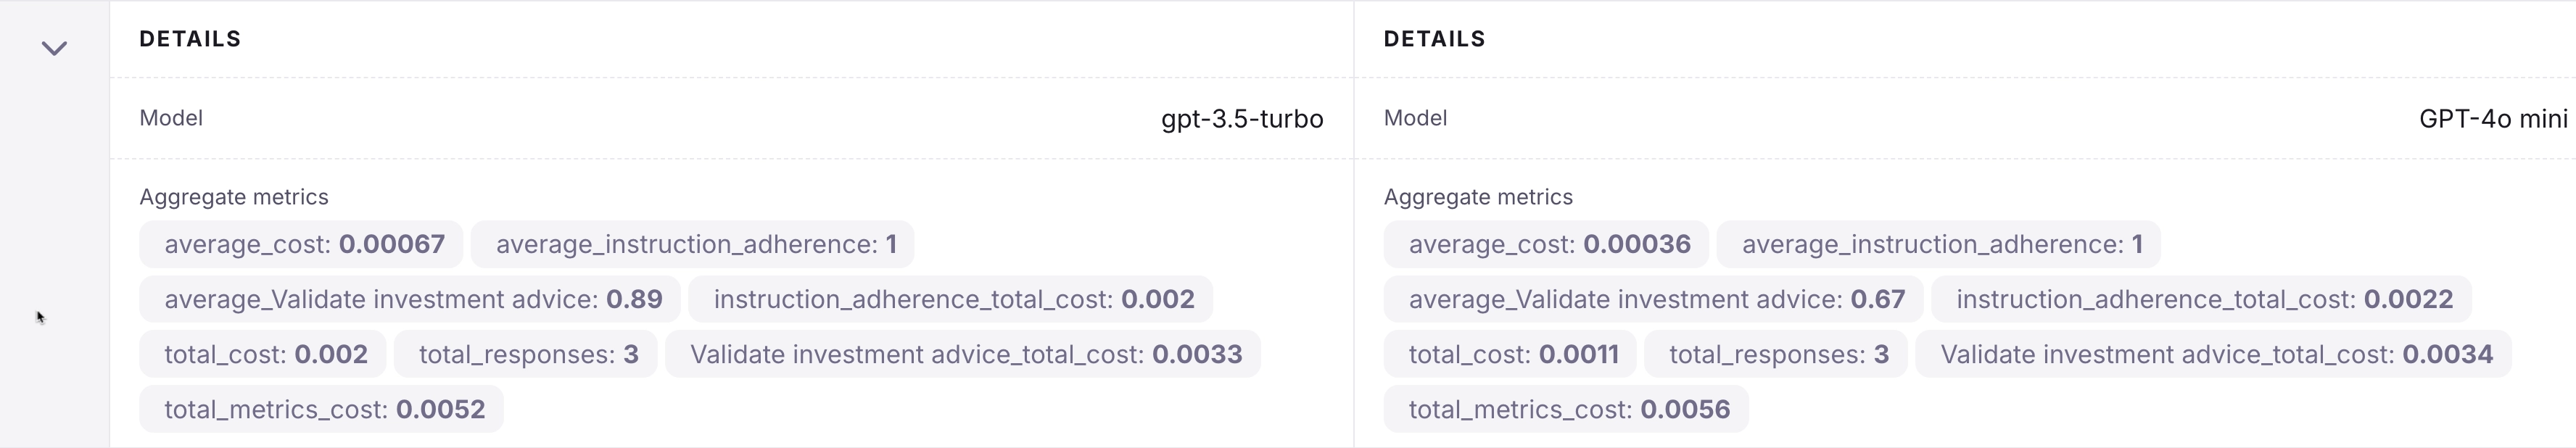 DETAILS
Model gpt-3.5-turbo
Aggregate metrics
average_cost: 0.00067 average_instruction_adherence: 1
average_Validate investment advice: 0.89 instruction_adherence_total_cost: 0.002
total_cost: 0.002 total_responses: 3 Validate investment advice_total_cost: 0.0033
total_metrics_cost: 0.0052
DETAILS
Model GPT-4o mini
Aggregate metrics
average_cost: 0.00036 average_instruction_adherence: 1
average_Validate investment advice: 0.67 instruction_adherence_total_cost: 0.0022
total_cost: 0.0011 total_responses: 3 Validate investment advice_total_cost: 0.0034
total_metrics_cost: 0.0056